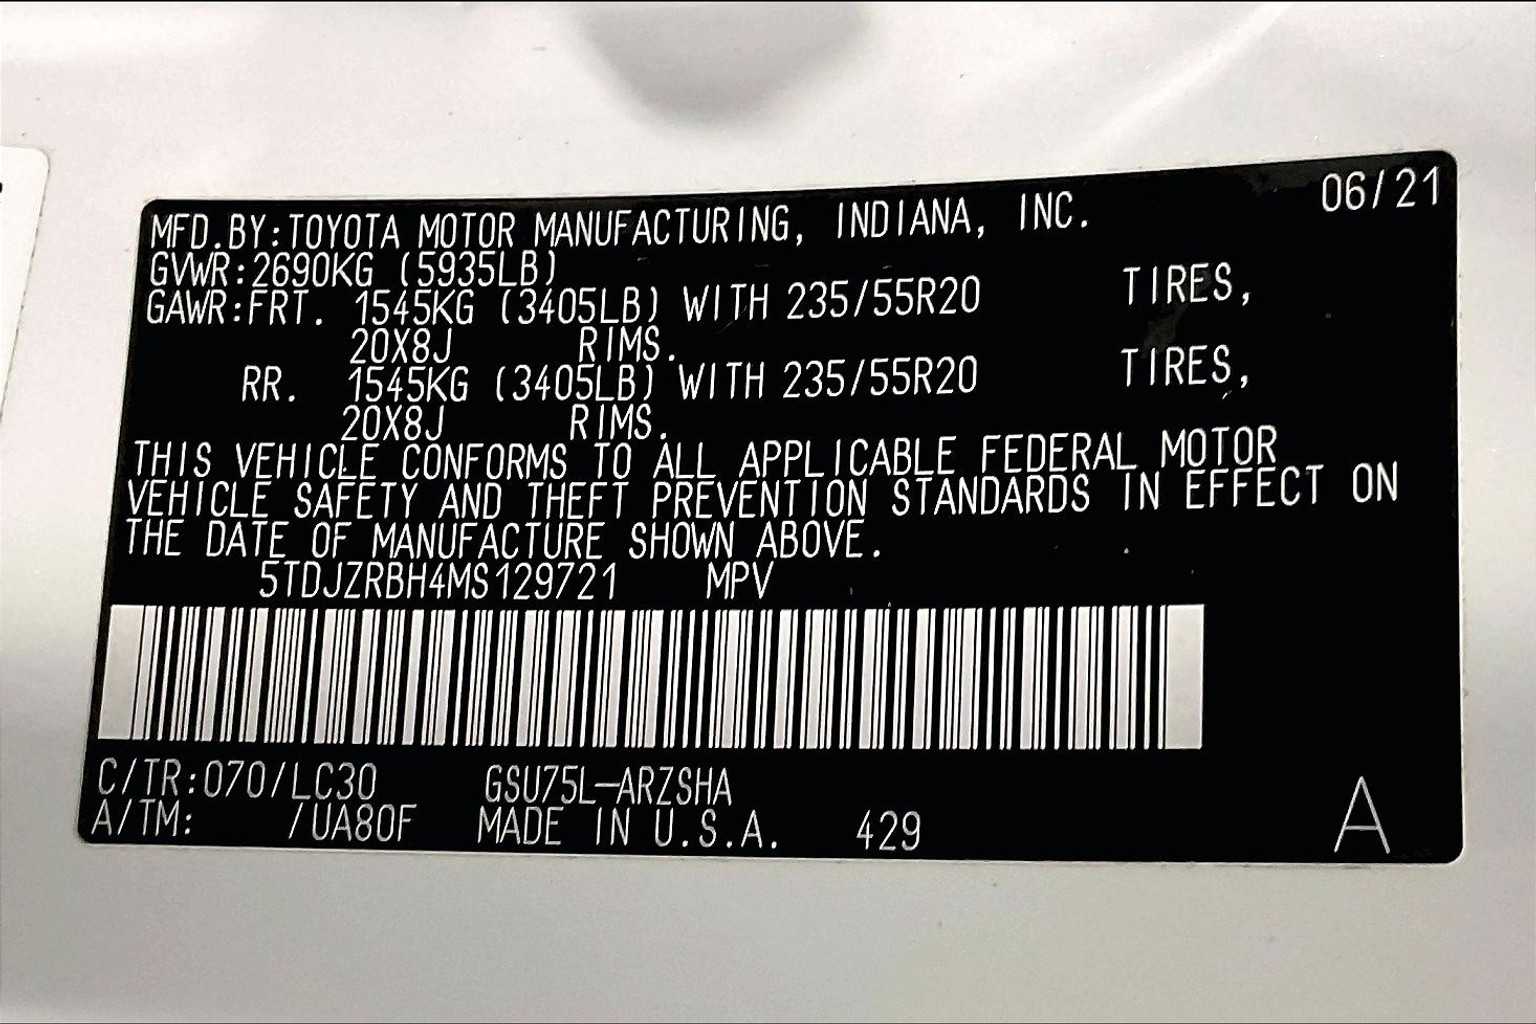 MFD.BY:TOYOTA MOTOR MANUFACTURING, INDIANA, INC. 06/21
GVWR:2690KG (5935LB)
GAWR:FRT. 1545KG (3405LB) WITH 235/55R20 TIRES,
20X8J RIMS.
RR. 1545KG (3405LB) WITH 235/55R20 TIRES,
20X8J RIMS.
THIS VEHICLE CONFORMS TO ALL APPLICABLE FEDERAL MOTOR
VEHICLE SAFETY AND THEFT PREVENTION STANDARDS IN EFFECT ON
THE DATE OF MANUFACTURE SHOWN ABOVE.
5TDJZRBH4MS129721 MPV
C/TR:070/LC30 GSU75L-ARZSHA
A/TM: /UA80F MADE IN U.S.A. 429 A